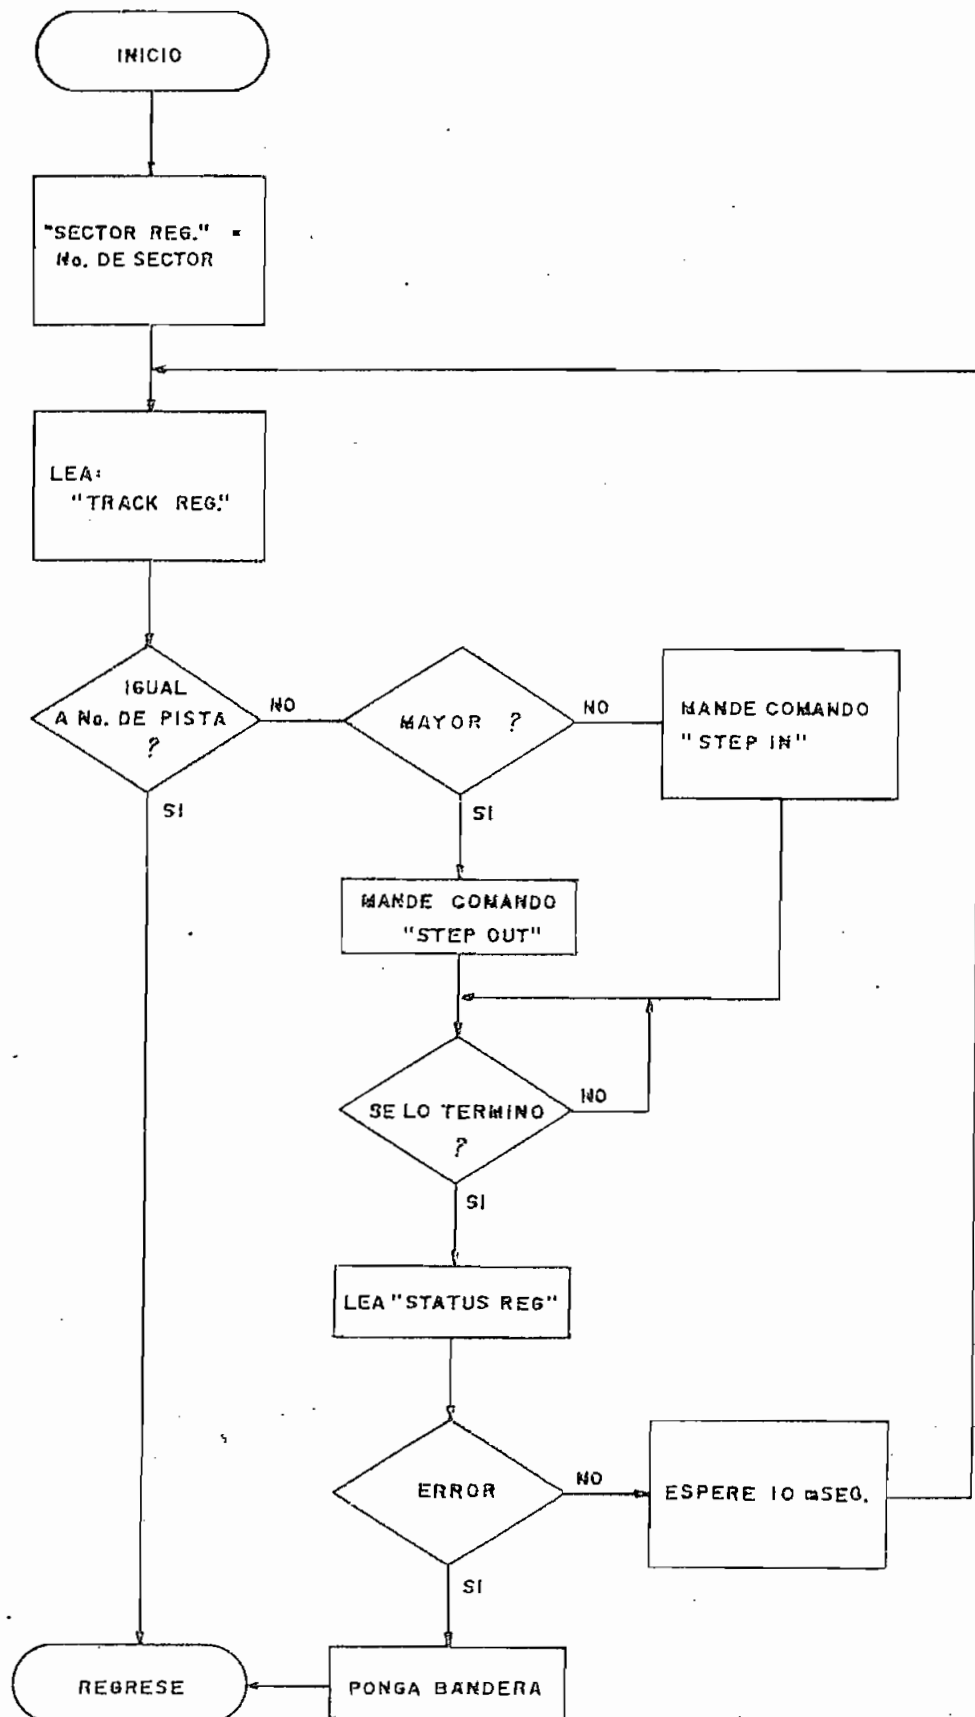 INICIO
"SECTOR REG." =
No. DE SECTOR
LEA:
"TRACK REG."
IGUAL
A No. DE PISTA
?
NO
SI
MAYOR ?
NO
SI
MANDE COMANDO
"STEP IN"
MANDE COMANDO
"STEP OUT"
SE LO TERMINO
?
NO
SI
LEA "STATUS REG"
ERROR
NO
SI
ESPERE 10 mSEG.
PONGA BANDERA
REGRESE